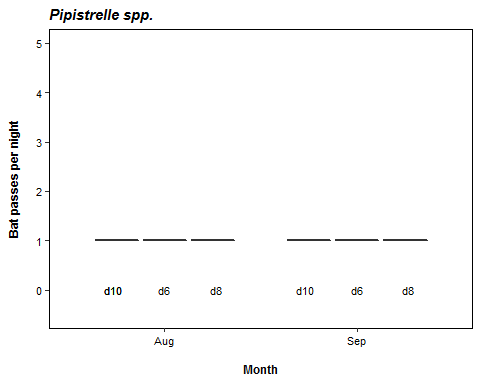 Pipistrelle spp.
5
4
3
2
1
0
Bat passes per night
d10 d6 d8 d10 d6 d8
Aug Sep
Month